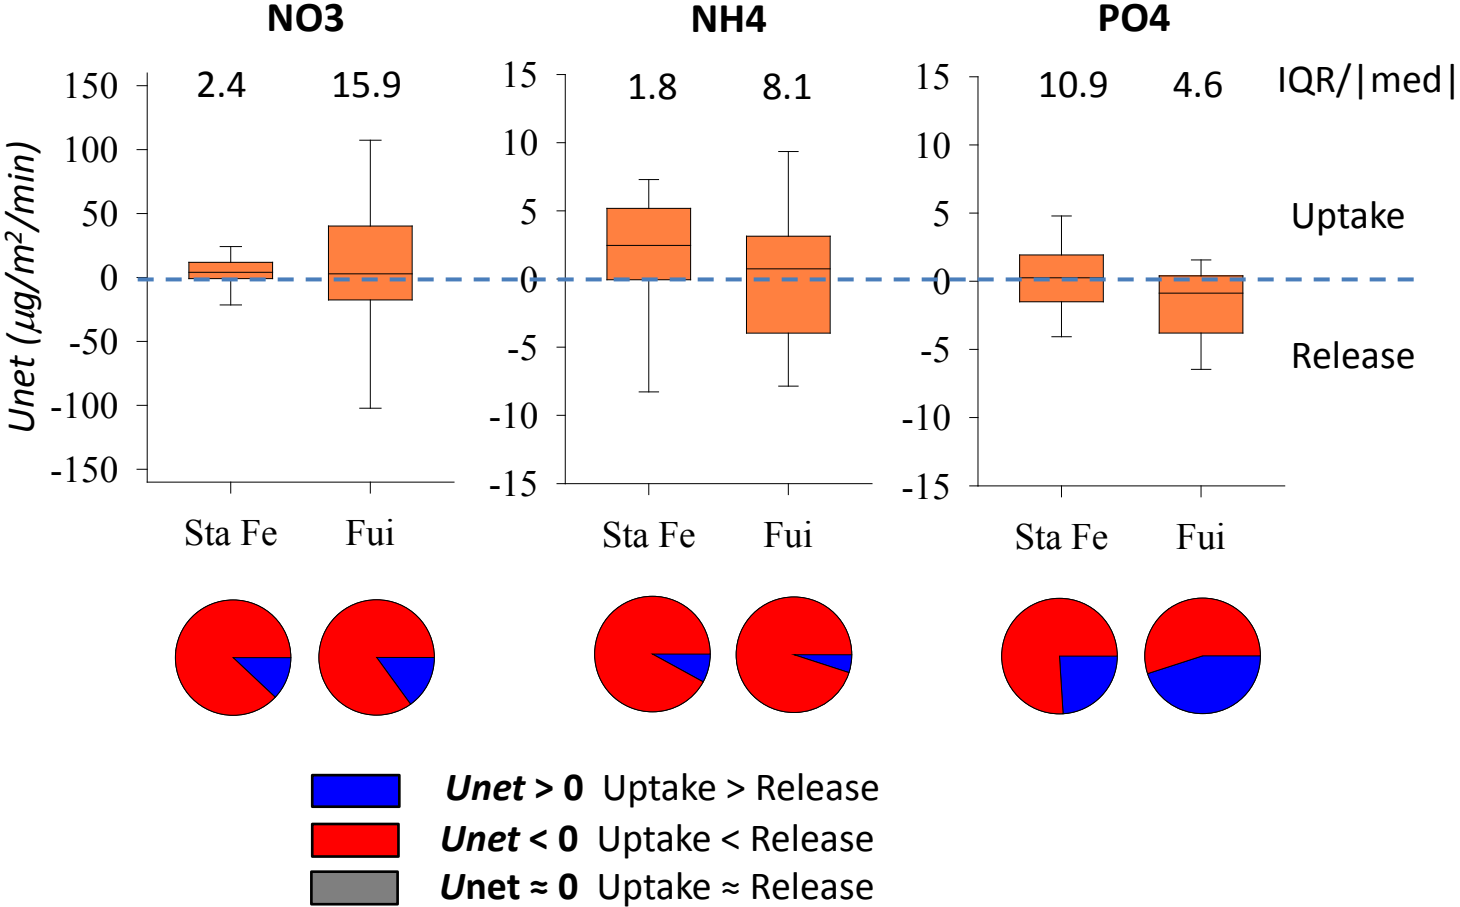 NO3 NH4 PO4
2.4 15.9 1.8 8.1 10.9 4.6 IQR/|med|
Unet (µg/m²/min)
150
100
50
0
-50
-100
-150
15
10
5
0
-5
-10
-15
15
10
5
0
-5
-10
-15
Uptake
Release
Sta Fe Fui Sta Fe Fui Sta Fe Fui
Unet > 0 Uptake > Release
Unet < 0 Uptake < Release
Unet ≈ 0 Uptake ≈ Release